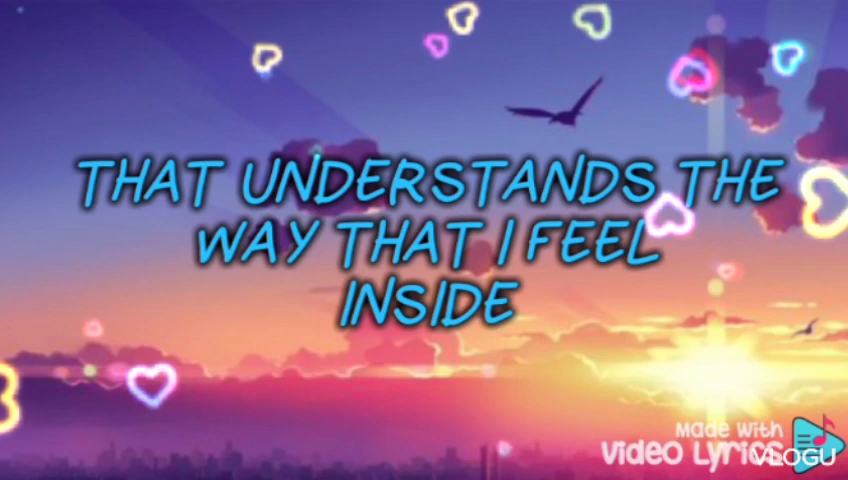 THAT UNDERSTANDS THE
WAY THAT I FEEL
INSIDE
MADE WITH
VIDEO LYRICS
VLOGU